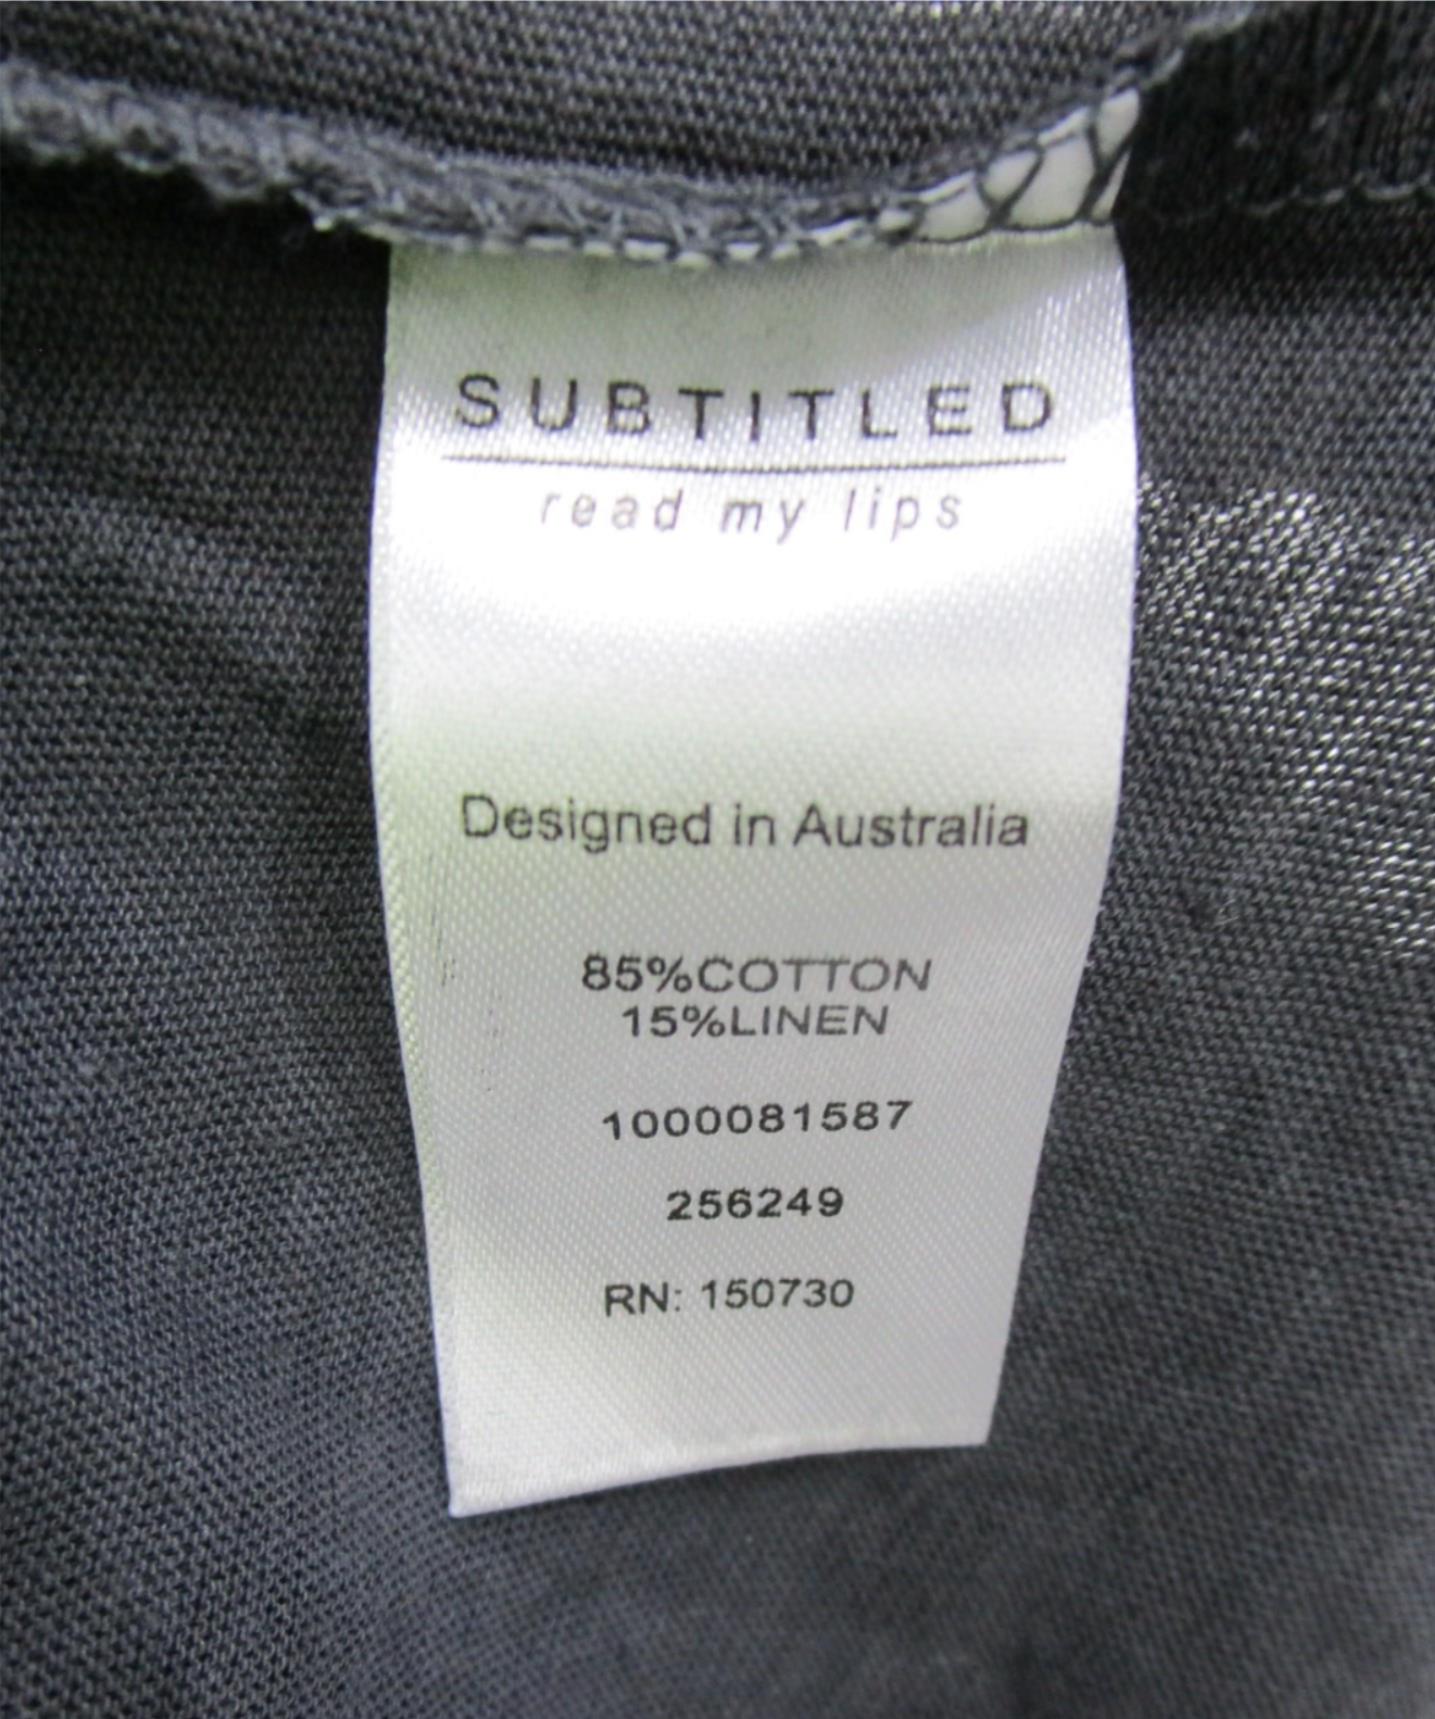 SUBTITLED
read my lips
Designed in Australia
85%COTTON
15%LINEN
1000081587
256249
RN: 150730